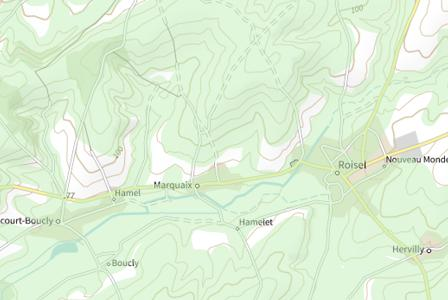 100
Nouveau Monde
Roisel
100
Marquaix
77
Hamel
court-Boucly
Hamelet
Hervilly
Boucly